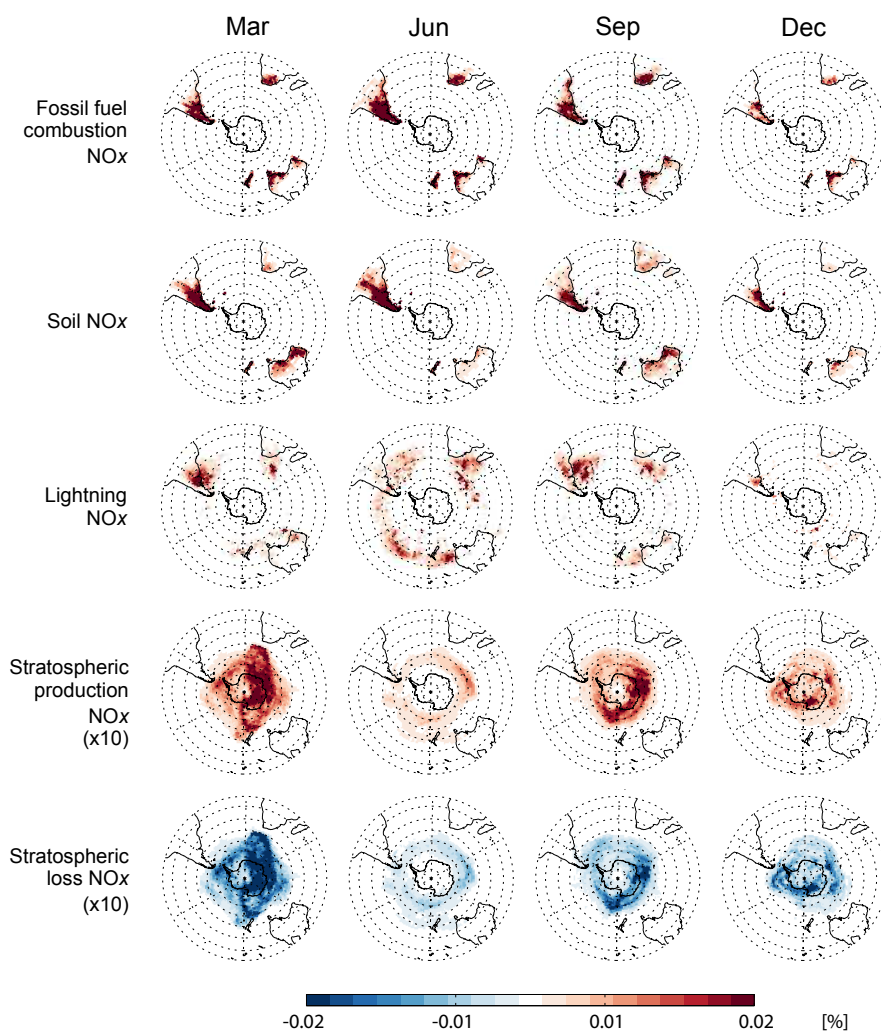 Mar Jun Sep Dec
Fossil fuel
combustion
NOx
Soil NOx
Lightning
NOx
Stratospheric
production
NOx
(x10)
Stratospheric
loss NOx
(x10)
-0.02 -0.01 0.01 0.02 [%]